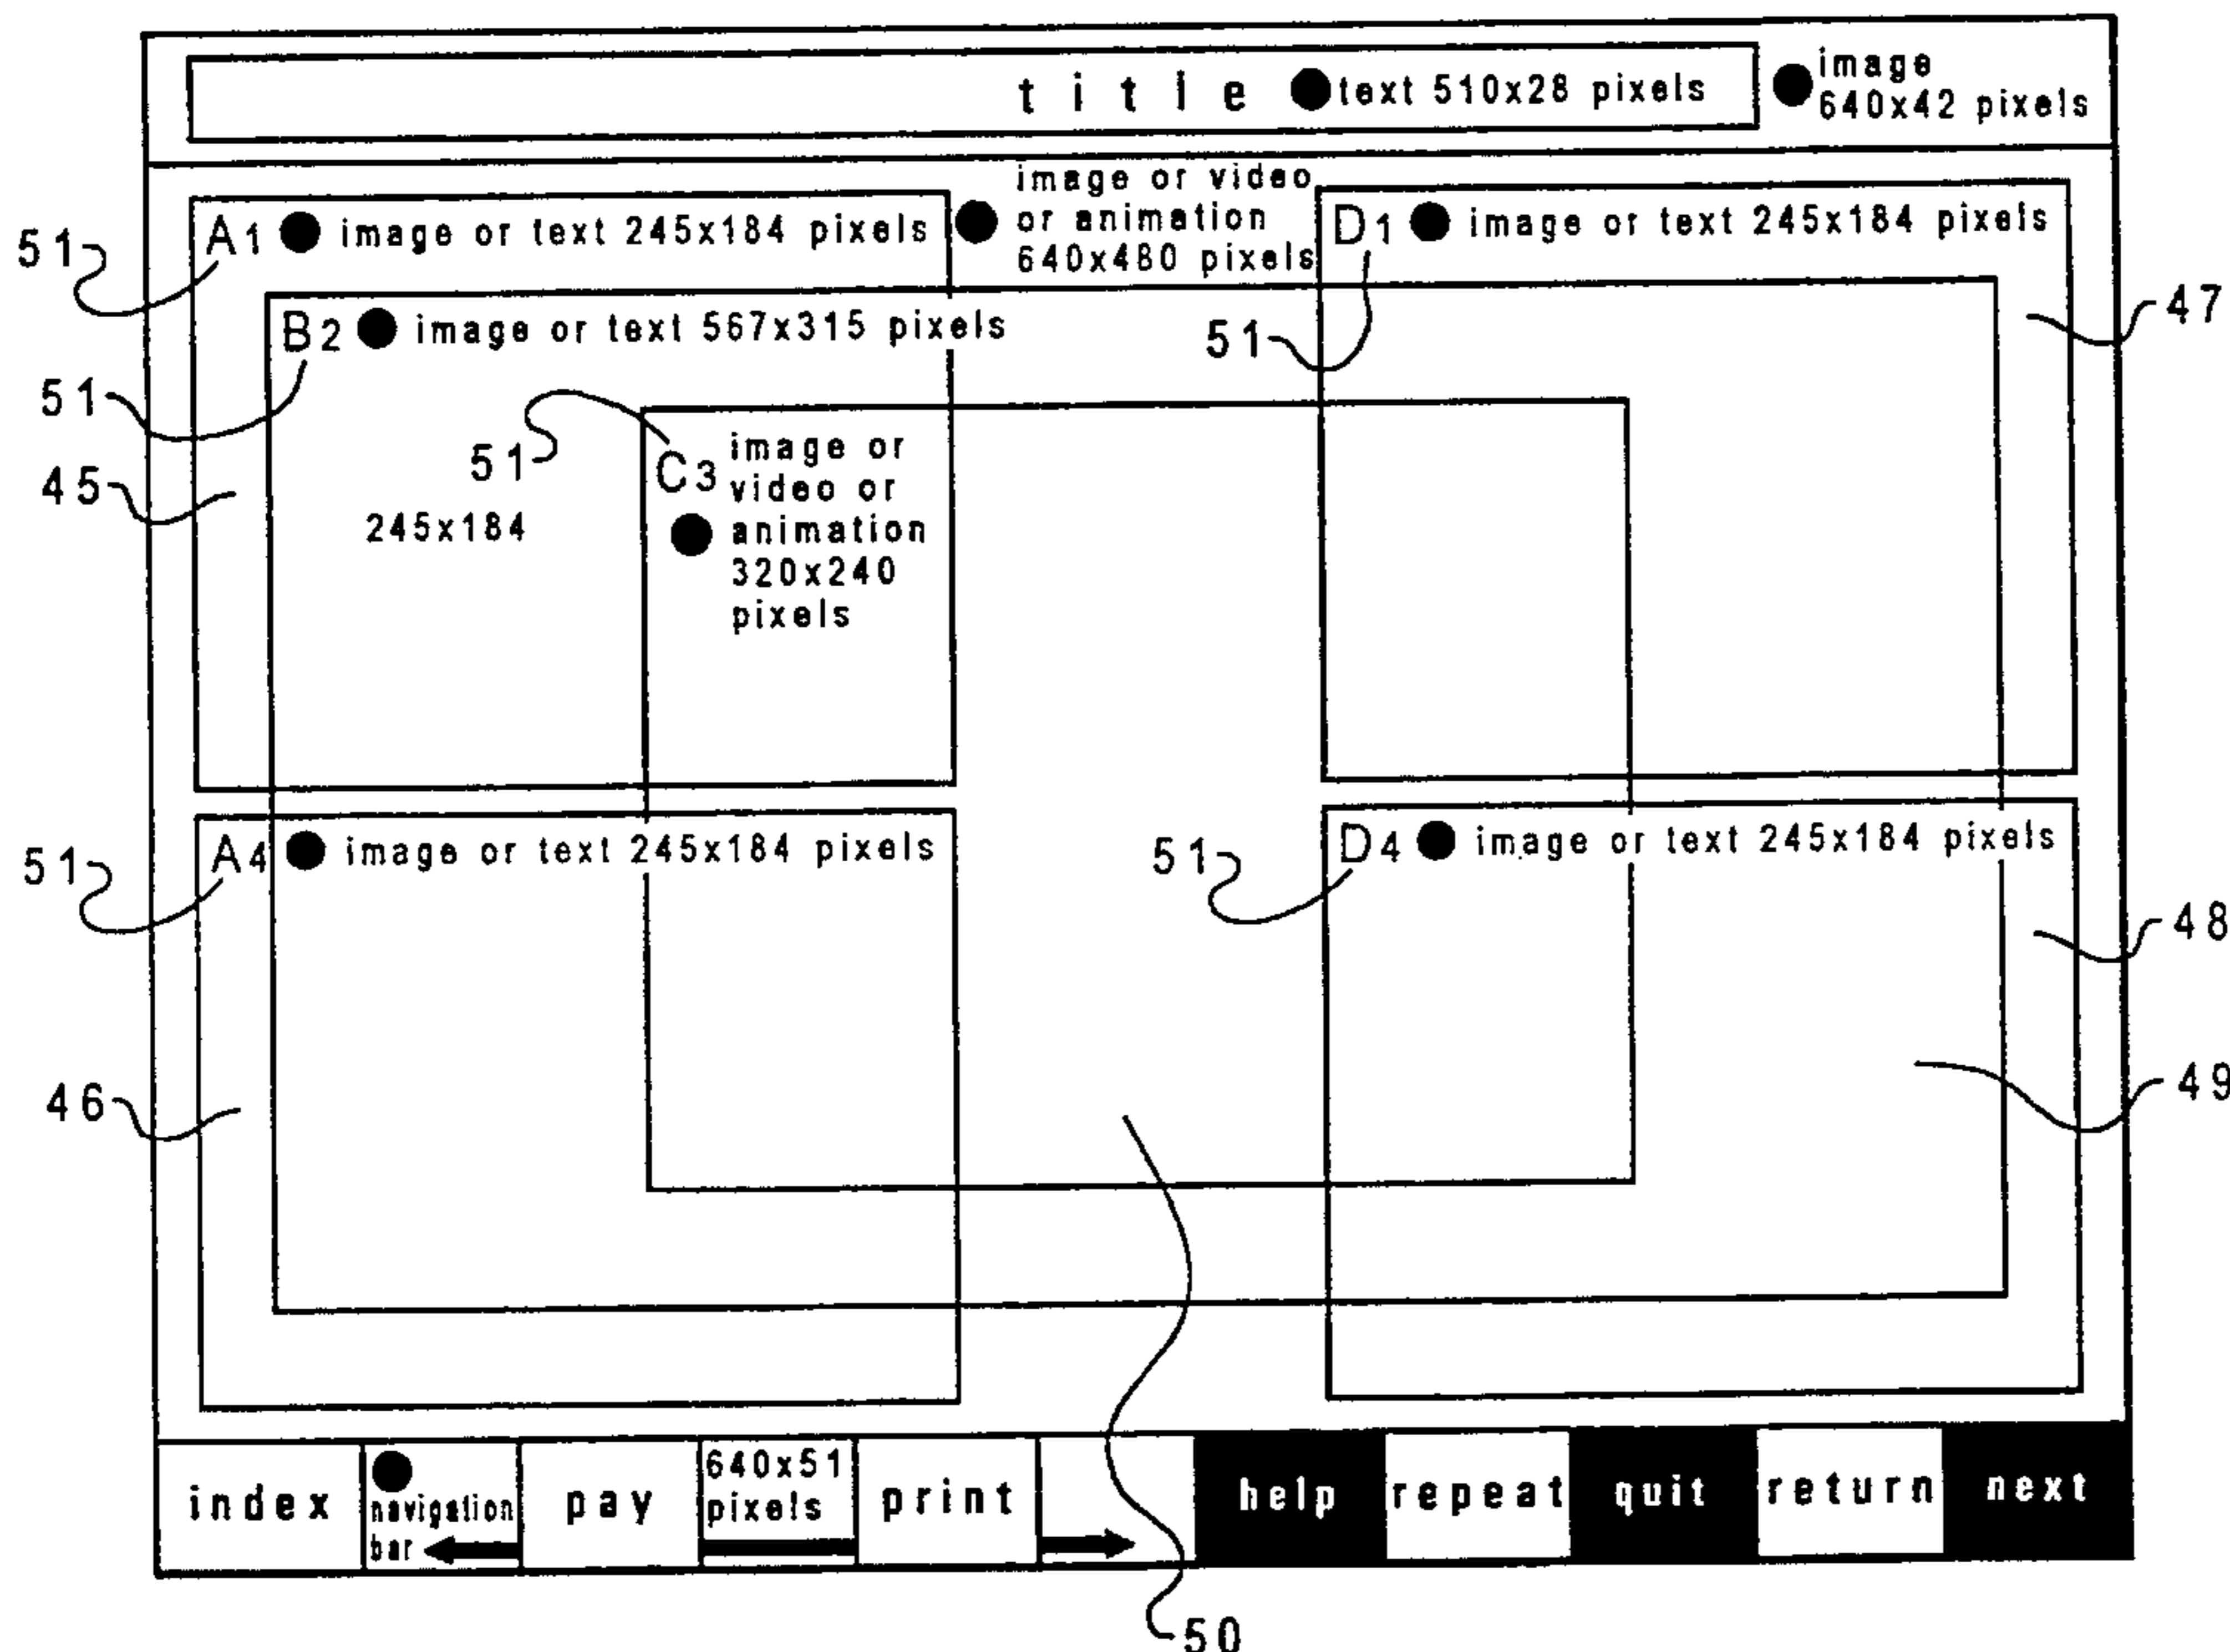 title ●text 510x28 pixels
●image
640x42 pixels
image or video
or animation
640x480 pixels
51
A1 ● image or text 245x184 pixels
D1 ● image or text 245x184 pixels
47
51
B2 ● image or text 567x315 pixels
51
51
C3 image or
video or
animation
320x240
pixels
45
245x184
51
A4 ● image or text 245x184 pixels
51
D4 ● image or text 245x184 pixels
48
46
49
index
navigation
bar
pay
640x51
pixels
print
help
repeat
quit
return
next
50